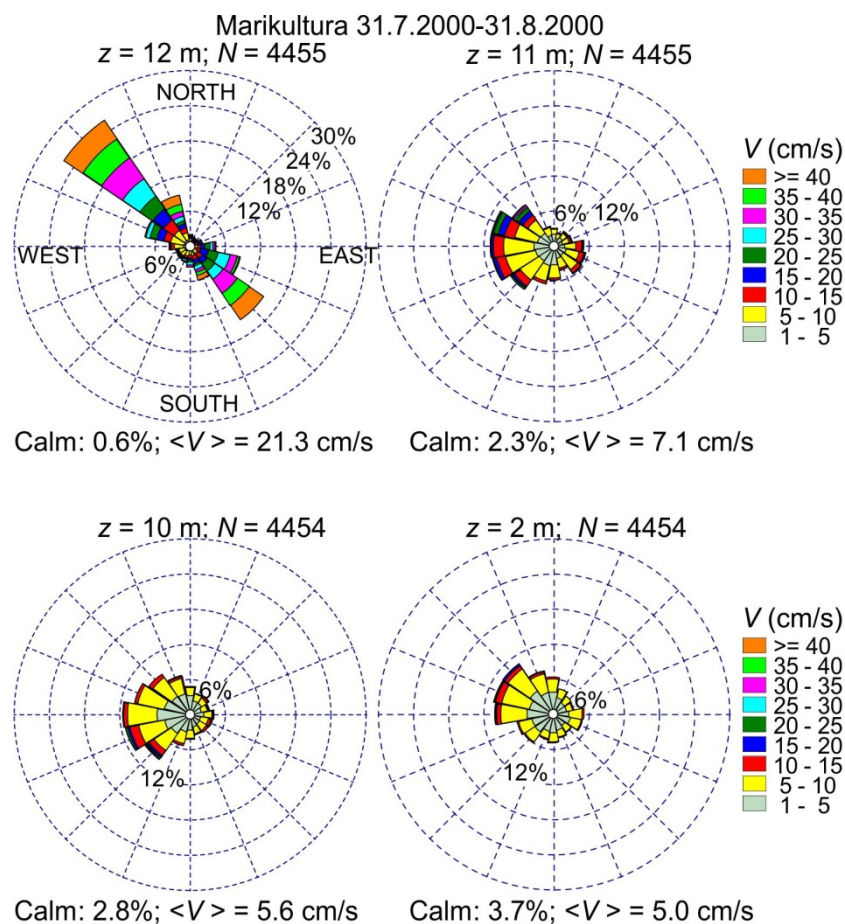 Marikultura 31.7.2000-31.8.2000
z = 12 m; N = 4455
NORTH
30%
24%
18%
12%
WEST
EAST
6%
SOUTH
Calm: 0.6%; <V > = 21.3 cm/s
z = 11 m; N = 4455
6%
12%
Calm: 2.3%; <V > = 7.1 cm/s
V (cm/s)
>= 40
35 - 40
30 - 35
25 - 30
20 - 25
15 - 20
10 - 15
5 - 10
1 - 5
z = 10 m; N = 4454
6%
12%
Calm: 2.8%; <V > = 5.6 cm/s
z = 2 m; N = 4454
6%
12%
Calm: 3.7%; <V > = 5.0 cm/s
V (cm/s)
>= 40
35 - 40
30 - 35
25 - 30
20 - 25
15 - 20
10 - 15
5 - 10
1 - 5